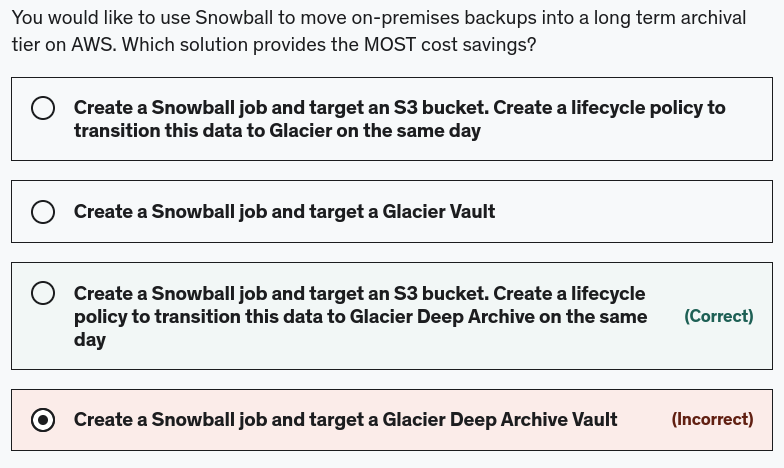 You would like to use Snowball to move on-premises backups into a long term archival
tier on AWS. Which solution provides the MOST cost savings?
Create a Snowball job and target an S3 bucket. Create a lifecycle policy to
transition this data to Glacier on the same day
Create a Snowball job and target a Glacier Vault
Create a Snowball job and target an S3 bucket. Create a lifecycle
policy to transition this data to Glacier Deep Archive on the same
day
(Correct)
Create a Snowball job and target a Glacier Deep Archive Vault
(Incorrect)